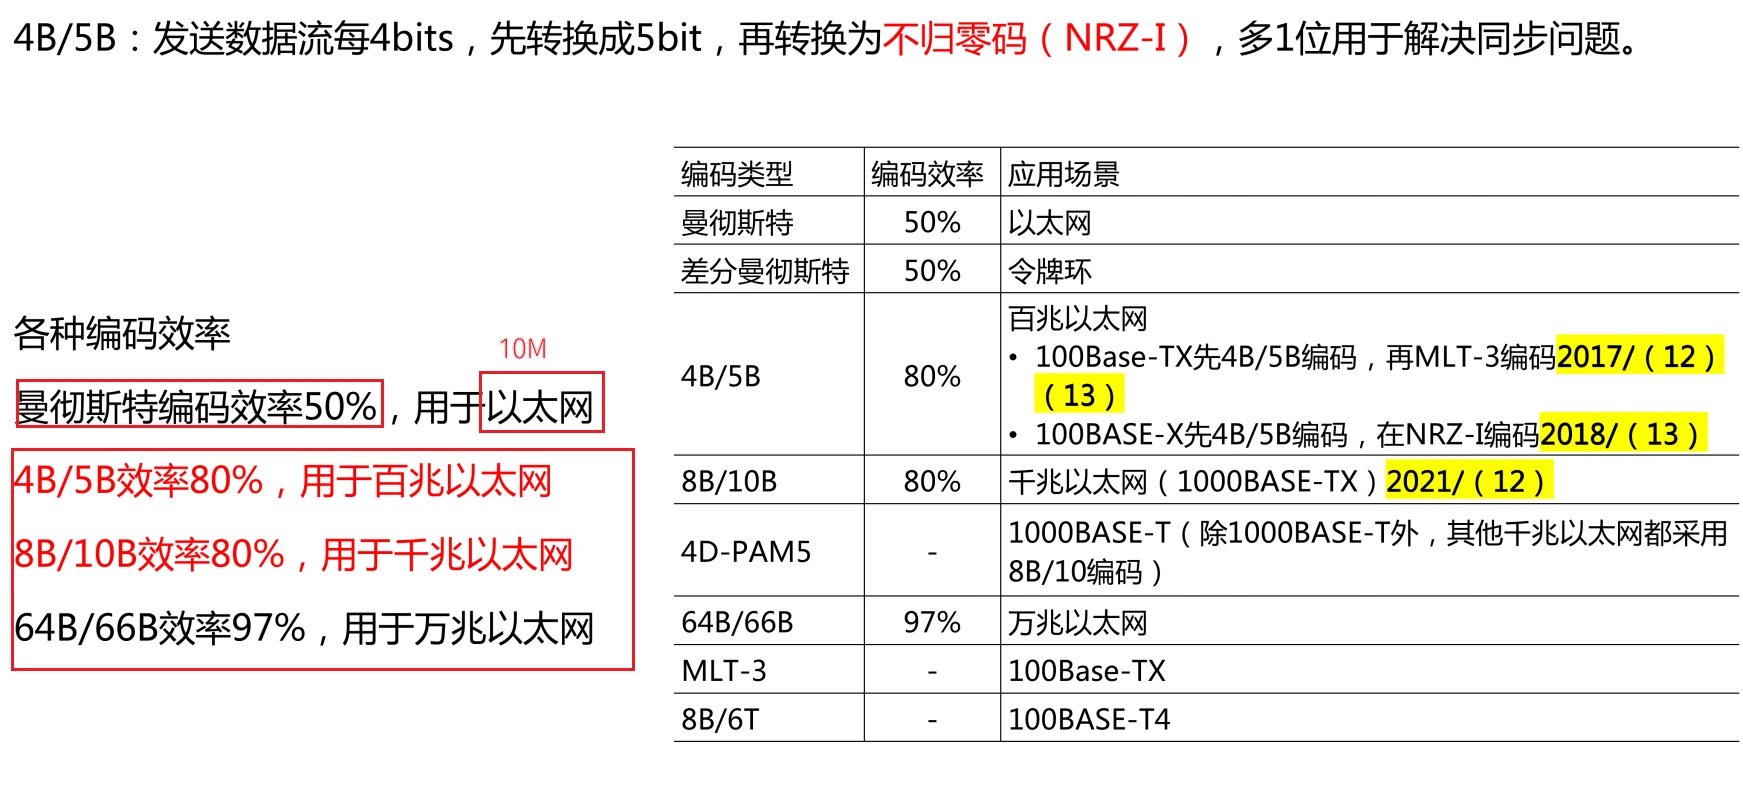 4B/5B：发送数据流每4bits，先转换成5bit，再转换为不归零码（NRZ-I），多1位用于解决同步问题。
各种编码效率
10M
曼彻斯特编码效率50%，用于以太网
4B/5B效率80%，用于百兆以太网
8B/10B效率80%，用于千兆以太网
64B/66B效率97%，用于万兆以太网
编码类型 编码效率 应用场景
曼彻斯特 50% 以太网
差分曼彻斯特 50% 令牌环
4B/5B 80% 百兆以太网
• 100Base-TX先4B/5B编码，再MLT-3编码2017/（12）
（13）
• 100BASE-X先4B/5B编码，在NRZ-I编码2018/（13）
8B/10B 80% 千兆以太网（1000BASE-TX）2021/（12）
4D-PAM5 - 1000BASE-T（除1000BASE-T外，其他千兆以太网都采用
8B/10编码）
64B/66B 97% 万兆以太网
MLT-3 - 100Base-TX
8B/6T - 100BASE-T4